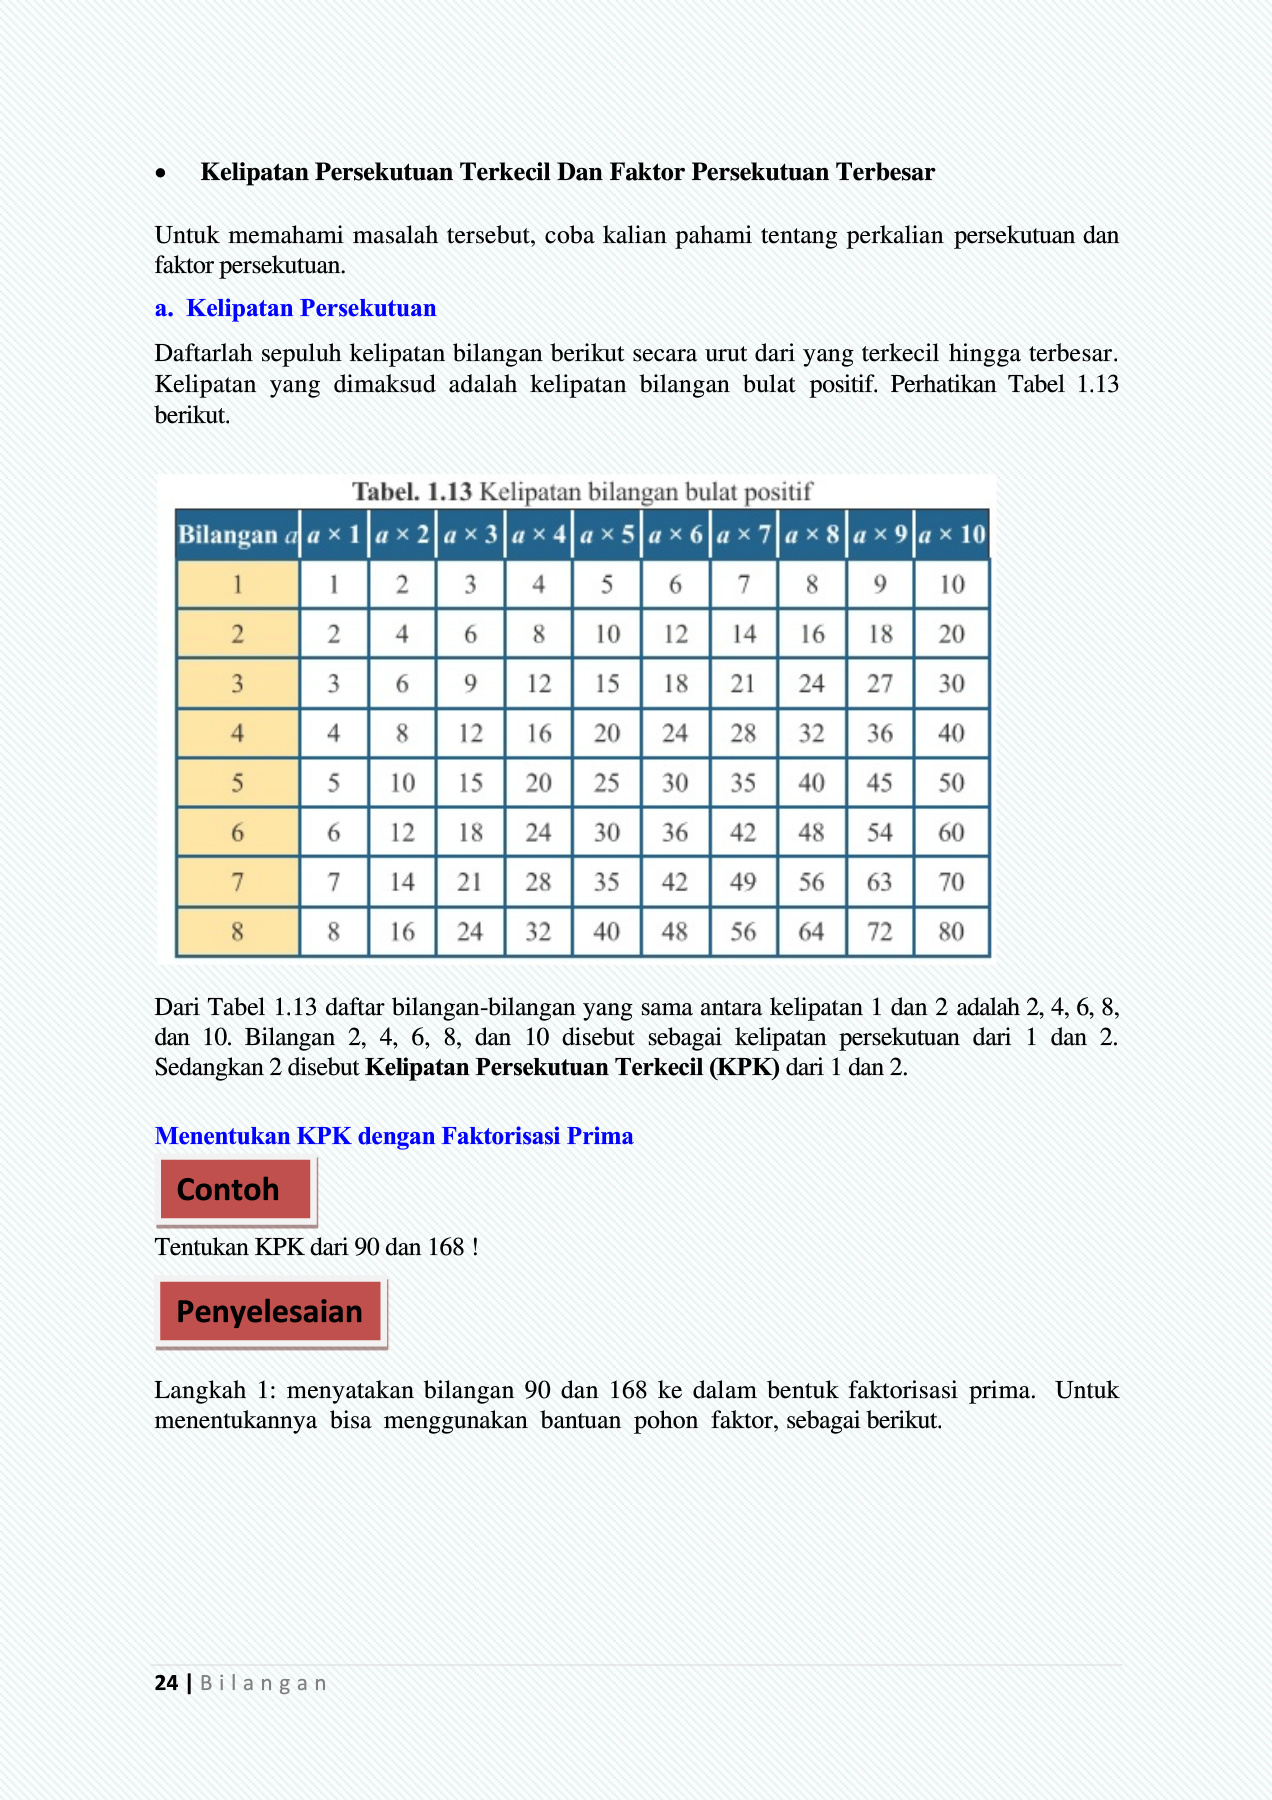 • Kelipatan Persekutuan Terkecil Dan Faktor Persekutuan Terbesar
Untuk memahami masalah tersebut, coba kalian pahami tentang perkalian persekutuan dan
faktor persekutuan.
a. Kelipatan Persekutuan
Daftarlah sepuluh kelipatan bilangan berikut secara urut dari yang terkecil hingga terbesar.
Kelipatan yang dimaksud adalah kelipatan bilangan bulat positif. Perhatikan Tabel 1.13
berikut.
Tabel. 1.13 Kelipatan bilangan bulat positif
Bilangan a a × 1 a × 2 a × 3 a × 4 a × 5 a × 6 a × 7 a × 8 a × 9 a × 10
1 1 2 3 4 5 6 7 8 9 10
2 2 4 6 8 10 12 14 16 18 20
3 3 6 9 12 15 18 21 24 27 30
4 4 8 12 16 20 24 28 32 36 40
5 5 10 15 20 25 30 35 40 45 50
6 6 12 18 24 30 36 42 48 54 60
7 7 14 21 28 35 42 49 56 63 70
8 8 16 24 32 40 48 56 64 72 80
Dari Tabel 1.13 daftar bilangan-bilangan yang sama antara kelipatan 1 dan 2 adalah 2, 4, 6, 8,
dan 10. Bilangan 2, 4, 6, 8, dan 10 disebut sebagai kelipatan persekutuan dari 1 dan 2.
Sedangkan 2 disebut Kelipatan Persekutuan Terkecil (KPK) dari 1 dan 2.
Menentukan KPK dengan Faktorisasi Prima
Contoh
Tentukan KPK dari 90 dan 168 !
Penyelesaian
Langkah 1: menyatakan bilangan 90 dan 168 ke dalam bentuk faktorisasi prima. Untuk
menentukannya bisa menggunakan bantuan pohon faktor, sebagai berikut.
24 | Bilangan